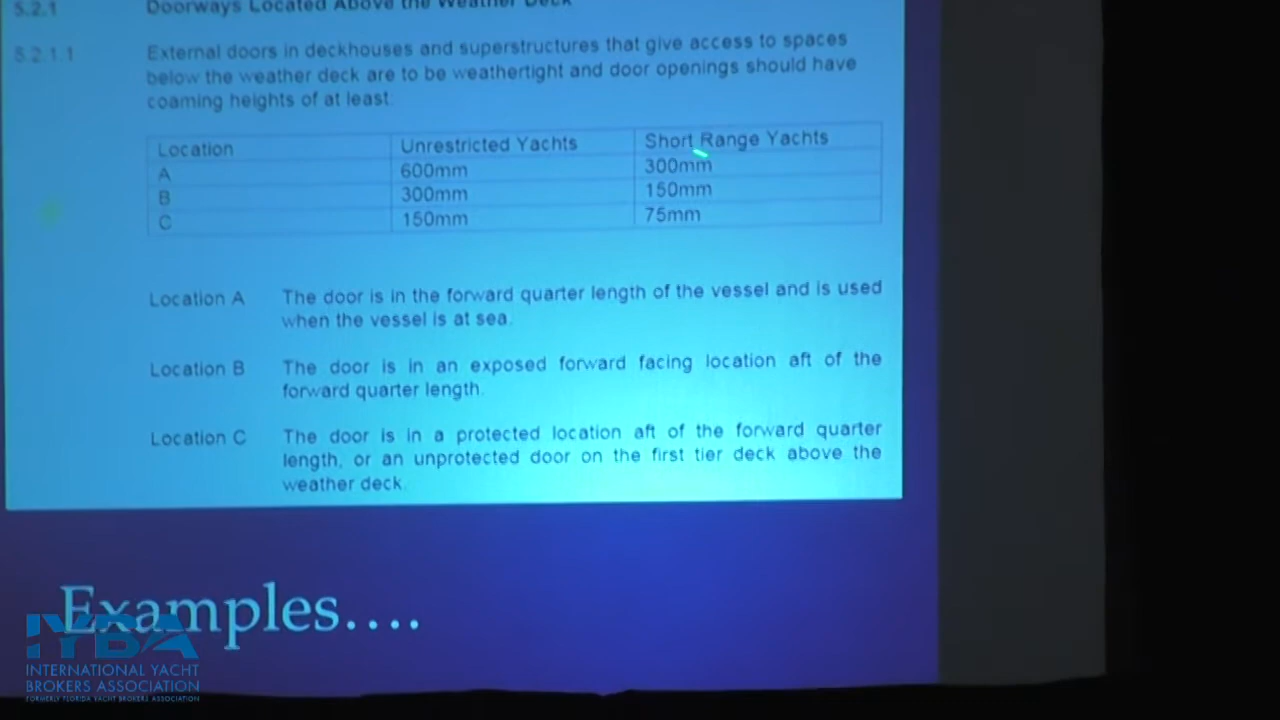 5.2.1 Doorways Located Above the Weather Deck
5.2.1.1 External doors in deckhouses and superstructures that give access to spaces
below the weather deck are to be weathertight and door openings should have
coaming heights of at least:
Location Unrestricted Yachts Short Range Yachts
A 600mm 300mm
B 300mm 150mm
C 150mm 75mm
Location A The door is in the forward quarter length of the vessel and is used
when the vessel is at sea.
Location B The door is in an exposed forward facing location aft of the
forward quarter length.
Location C The door is in a protected location aft of the forward quarter
length, or an unprotected door on the first tier deck above the
weather deck.
Examples....
IYBA
INTERNATIONAL YACHT
BROKERS ASSOCIATION
FORMERLY FLORIDA YACHT BROKERS ASSOCIATION